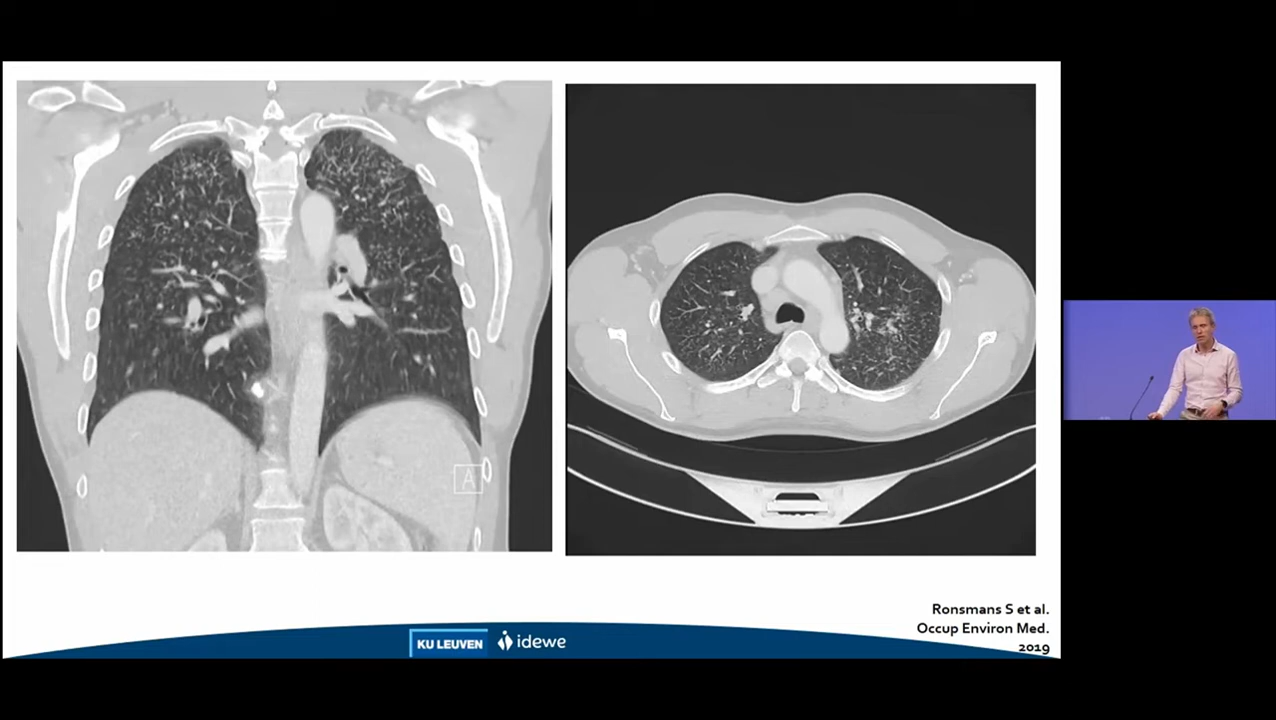 A
Ronsmans S et al.
Occup Environ Med.
2019
KU LEUVEN
idewe